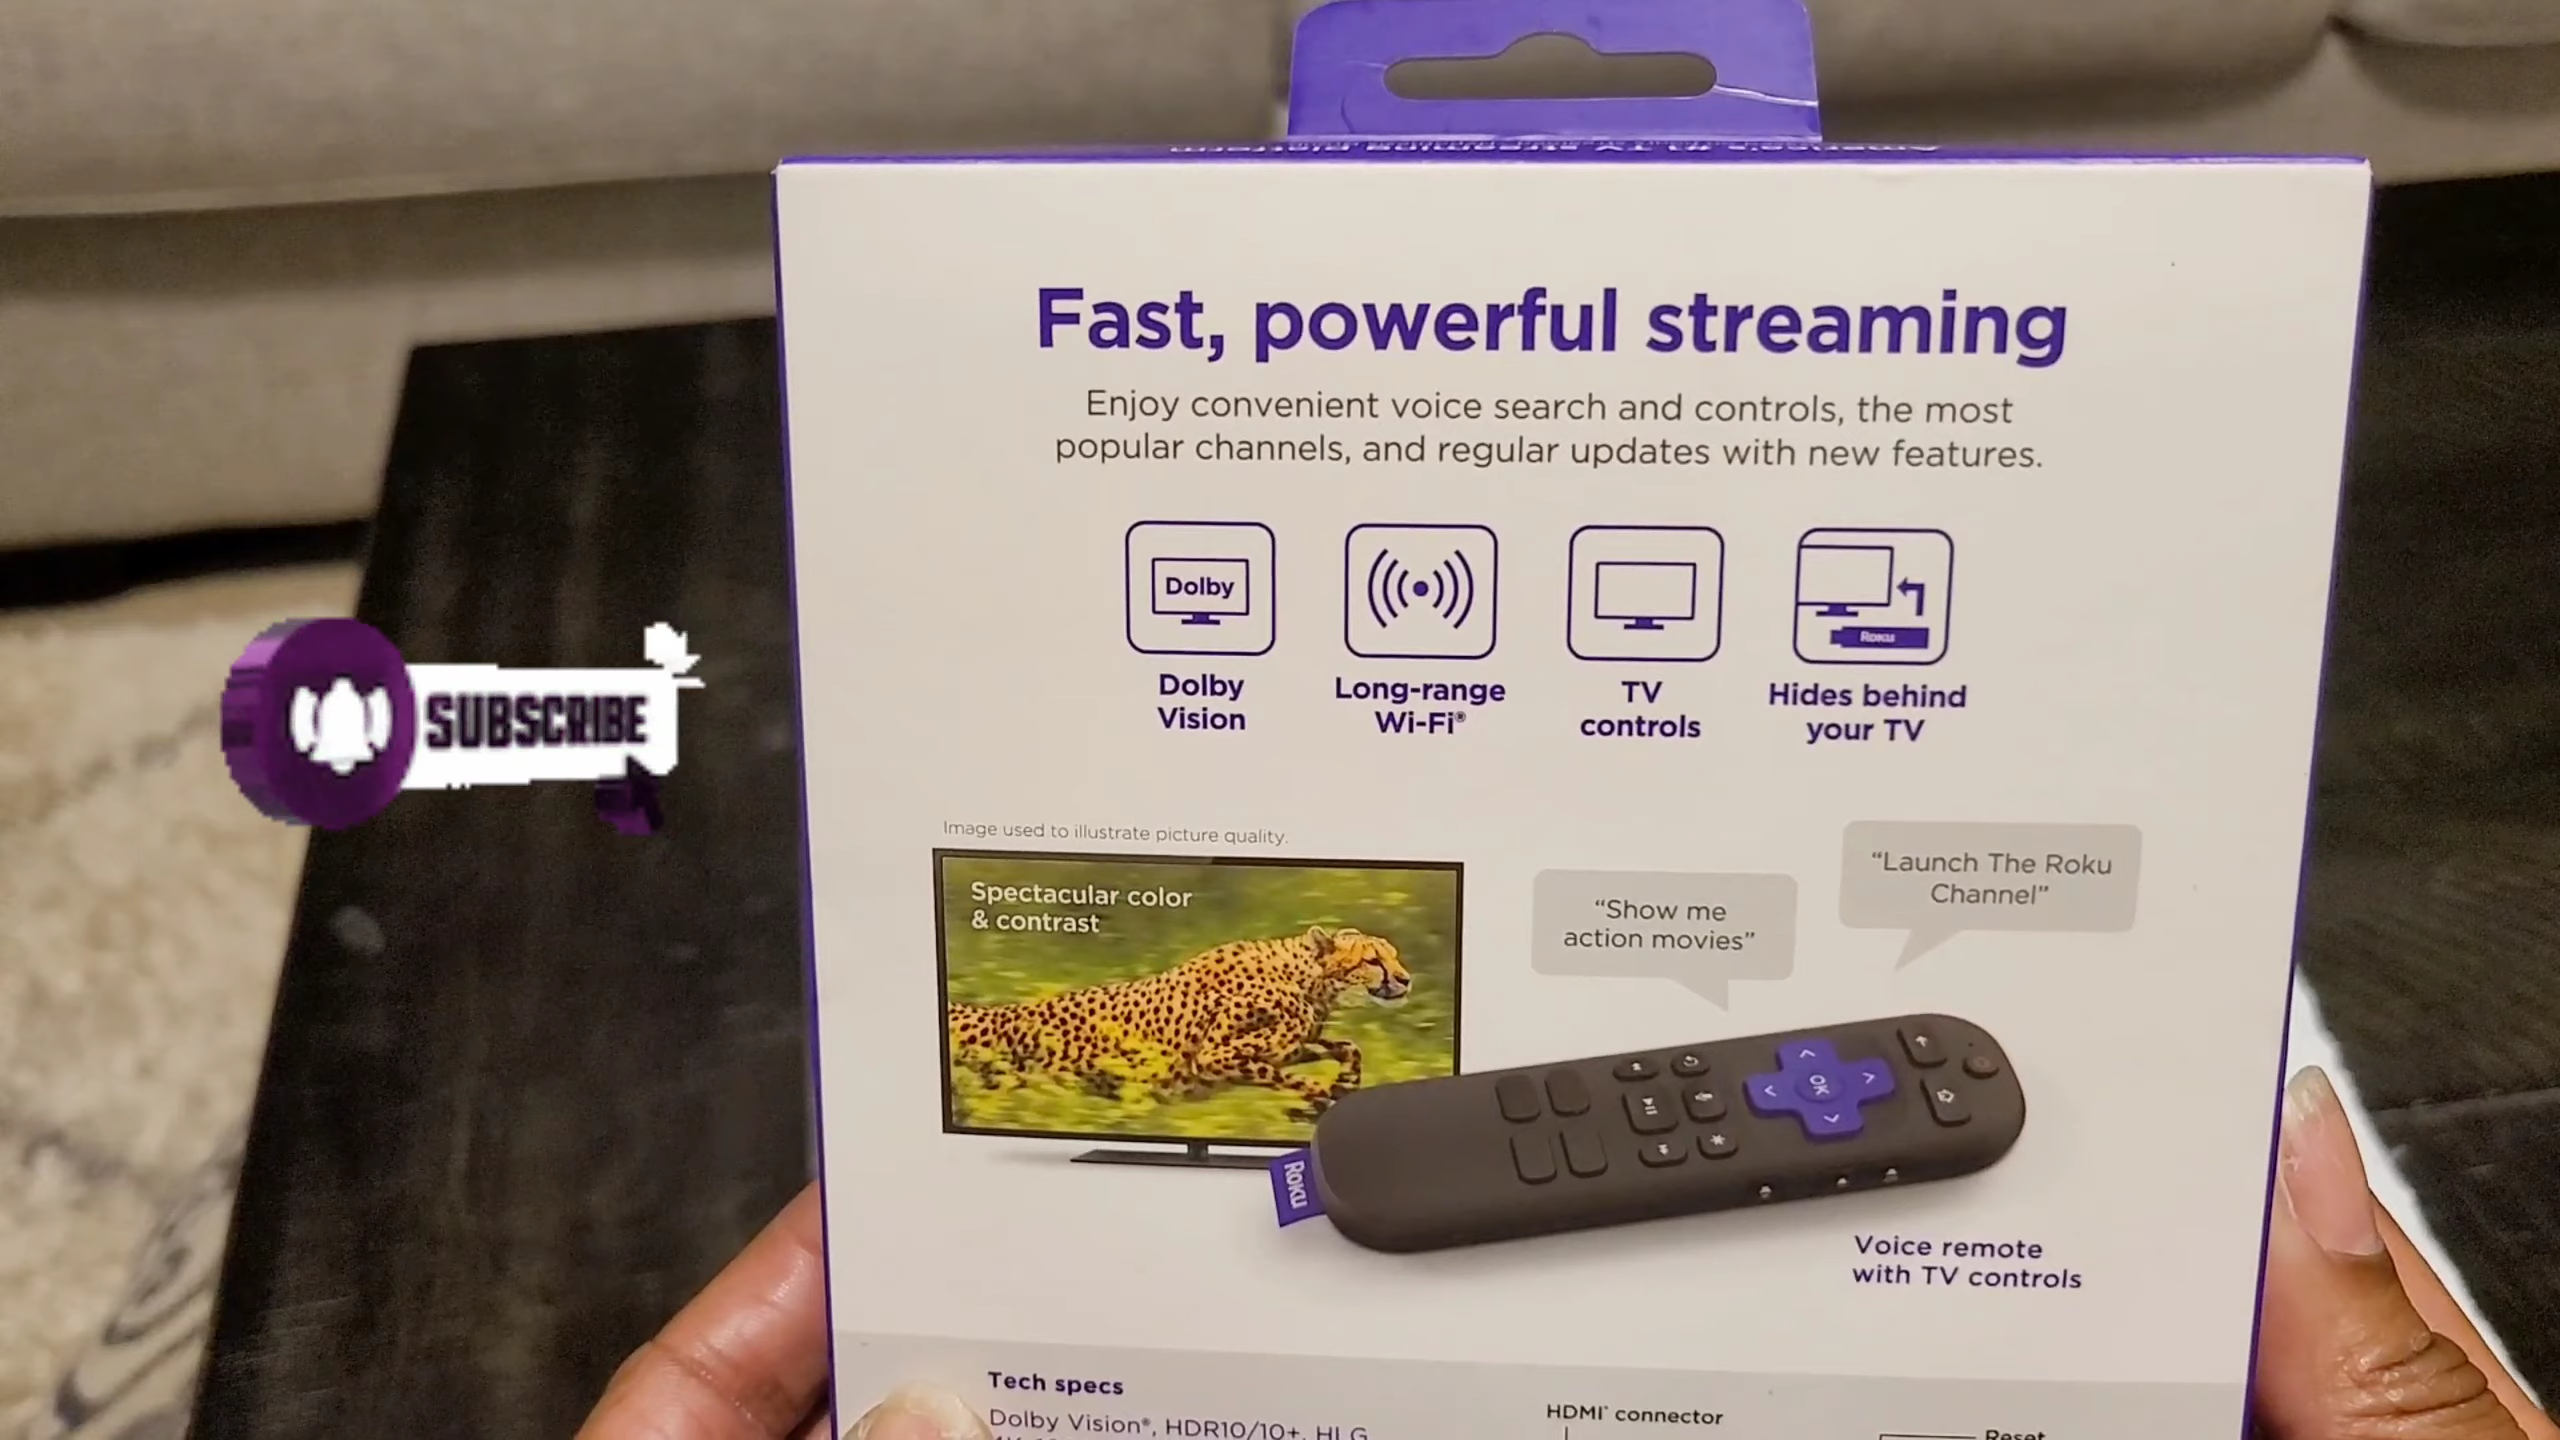 Fast, powerful streaming
Enjoy convenient voice search and controls, the most
popular channels, and regular updates with new features.
Dolby
Roku
Dolby
Vision
Long-range
Wi-Fi®
TV
controls
Hides behind
your TV
SUBSCRIBE
Image used to illustrate picture quality.
Spectacular color
& contrast
“Show me
action movies”
“Launch The Roku
Channel”
OK
Roku
Voice remote
with TV controls
Tech specs
Dolby Vision®, HDR10/10+, HLG
HDMI® connector
Reset